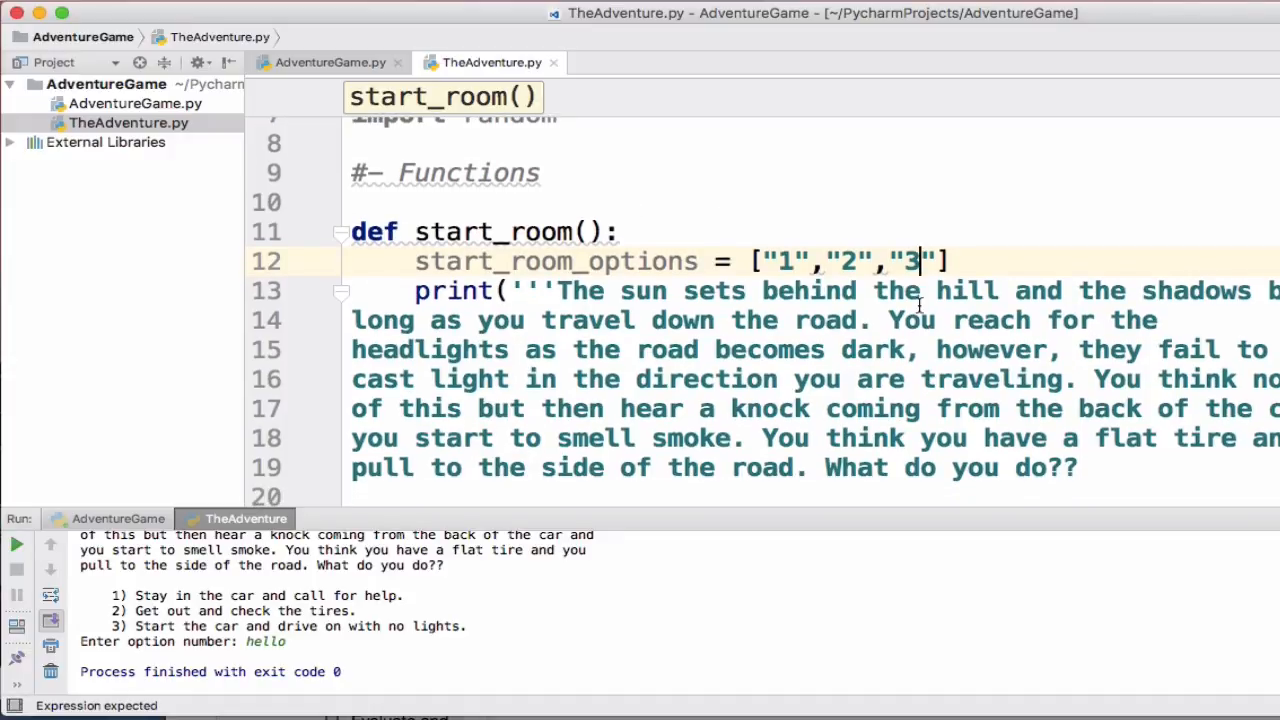 TheAdventure.py - AdventureGame - [~/PycharmProjects/AdventureGame]
AdventureGame TheAdventure.py
Project AdventureGame.py TheAdventure.py
AdventureGame ~/Pycharm
AdventureGame.py
TheAdventure.py
External Libraries
start_room()
7 import random
8
9 #- Functions
10
11 def start_room():
12 start_room_options = ["1","2","3"]
13 print('''The sun sets behind the hill and the shadows b
14 long as you travel down the road. You reach for the
15 headlights as the road becomes dark, however, they fail to
16 cast light in the direction you are traveling. You think no
17 of this but then hear a knock coming from the back of the c
18 you start to smell smoke. You think you have a flat tire an
19 pull to the side of the road. What do you do??
20
Run: AdventureGame TheAdventure
of this but then hear a knock coming from the back of the car and
you start to smell smoke. You think you have a flat tire and you
pull to the side of the road. What do you do??
1) Stay in the car and call for help.
2) Get out and check the tires.
3) Start the car and drive on with no lights.
Enter option number: hello
Process finished with exit code 0
Expression expected